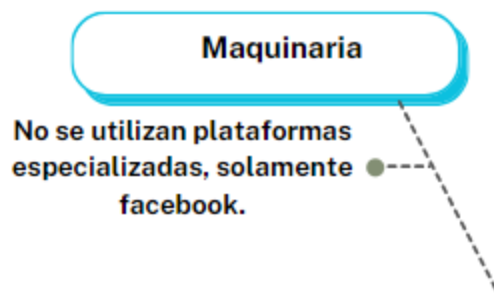 Maquinaria
No se utilizan plataformas
especializadas, solamente
facebook.